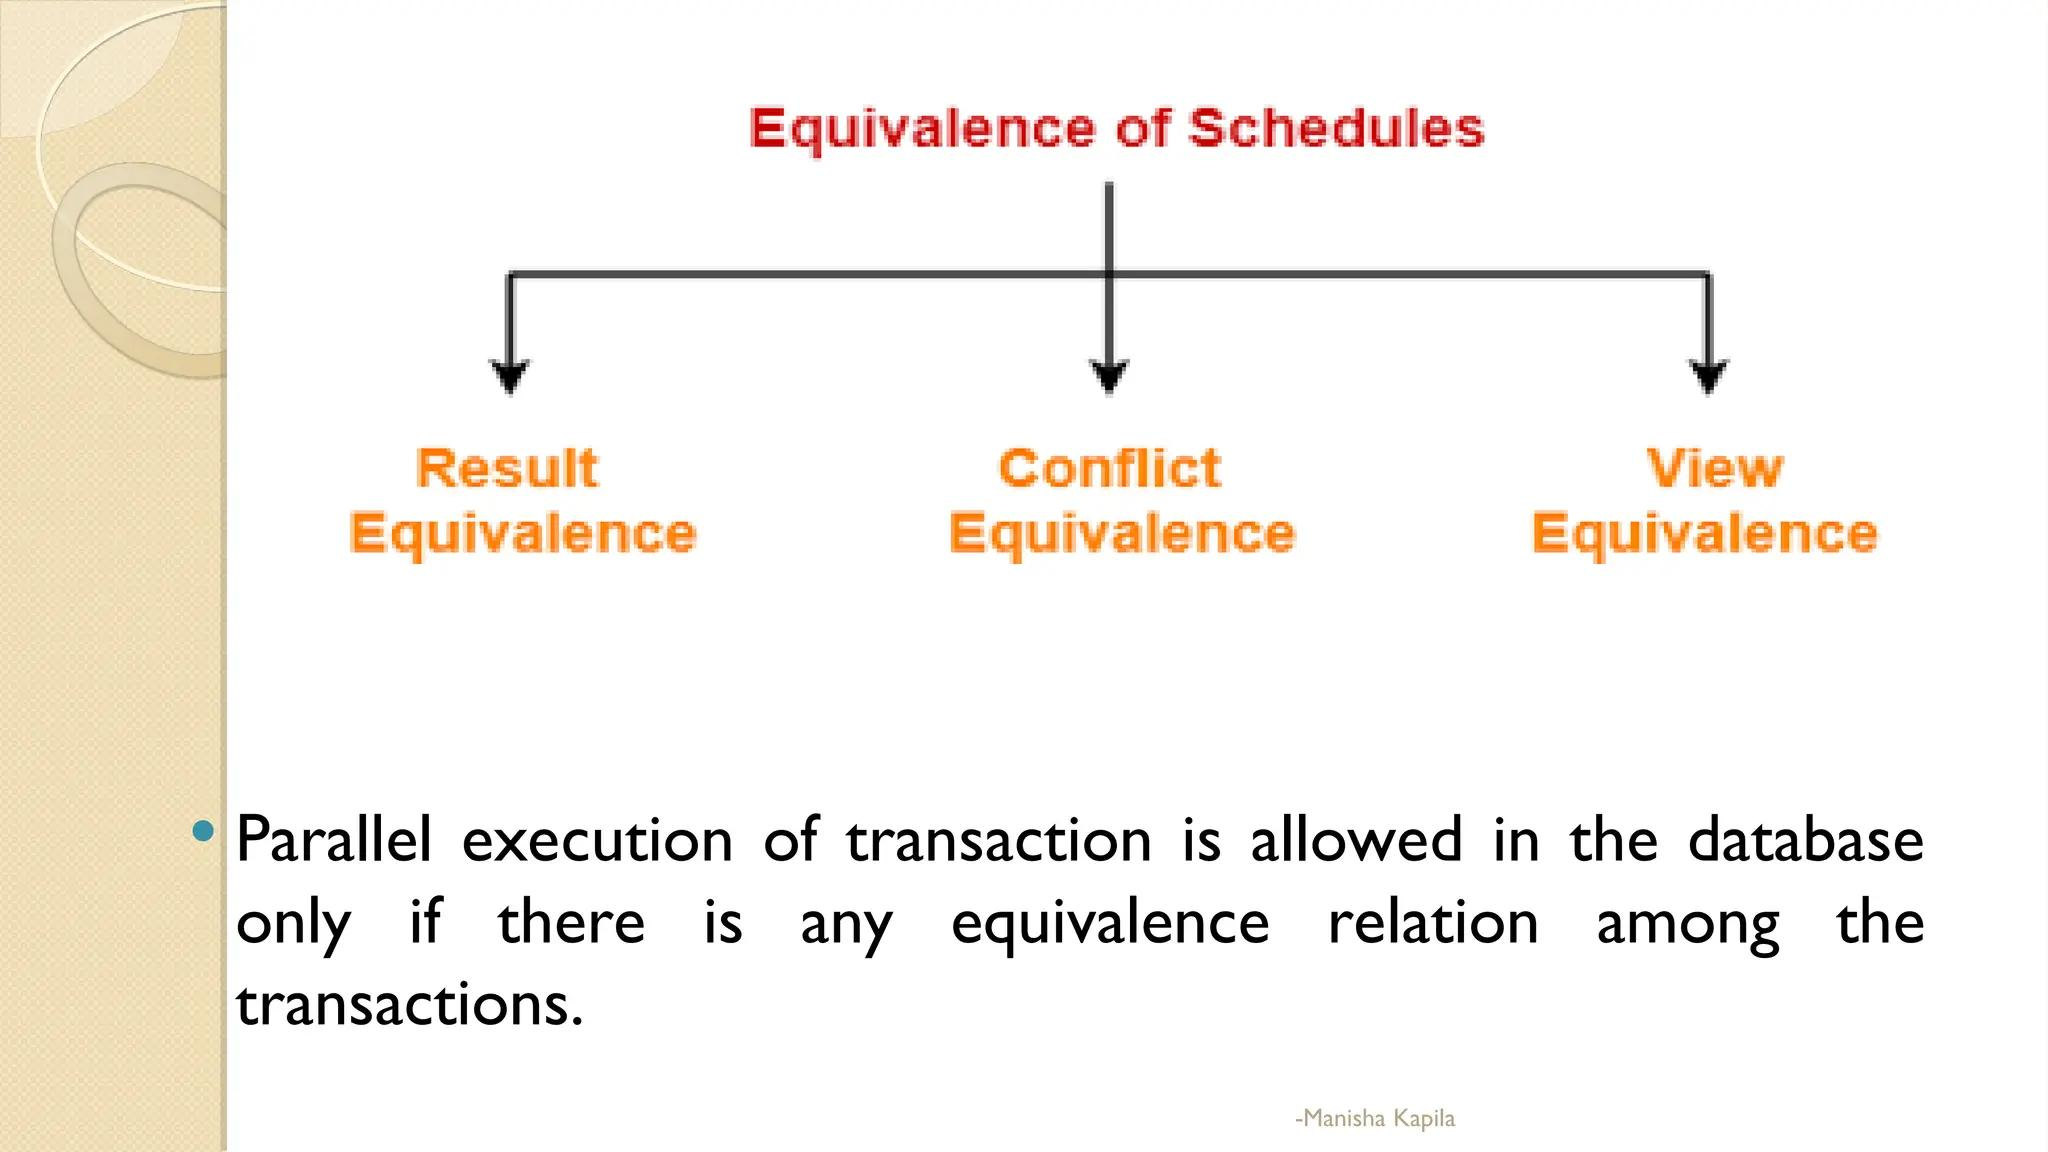 Equivalence of Schedules
Result
Equivalence
Conflict
Equivalence
View
Equivalence
• Parallel execution of transaction is allowed in the database
only if there is any equivalence relation among the
transactions.
-Manisha Kapila